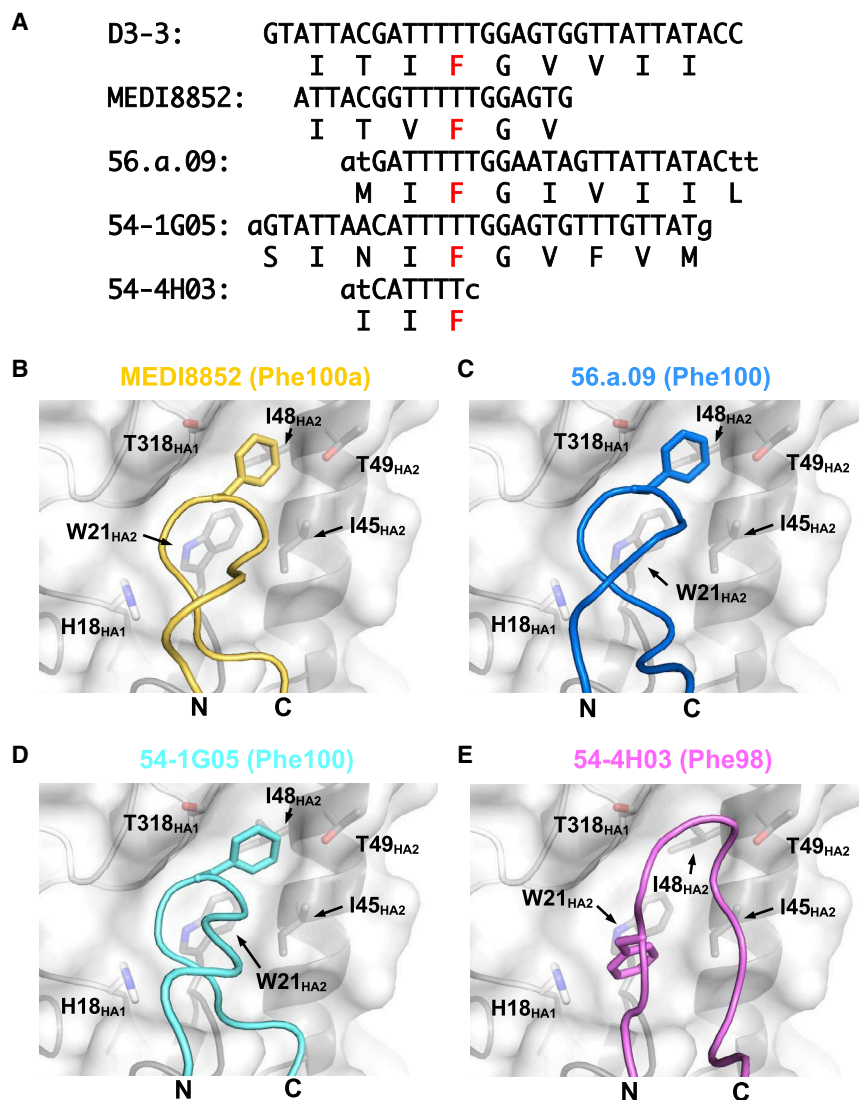 A
D3-3: GTATTACGATTTTTGGAGTGGTTATTATACC
I T I F G V V I I
MEDI8852: ATTACGGTTTTTGGAGTG
I T V F G V
56.a.09: atGATTTTTGGAATAGTTATTATACtt
M I F G I V I I L
54-1G05: aGTATTAACATTTTTGGAGTGTTTGTTATg
S I N I F G V F V M
54-4H03: atCATTTTTc
I I F
B MEDI8852 (Phe100a)
I48HA2
T318HA1
T49HA2
W21HA2
I45HA2
H18HA1
N C
C 56.a.09 (Phe100)
I48HA2
T318HA1
T49HA2
I45HA2
W21HA2
H18HA1
N C
D 54-1G05 (Phe100)
I48HA2
T318HA1
T49HA2
I45HA2
W21HA2
H18HA1
N C
E 54-4H03 (Phe98)
T318HA1
T49HA2
I48HA2
W21HA2
I45HA2
H18HA1
N C